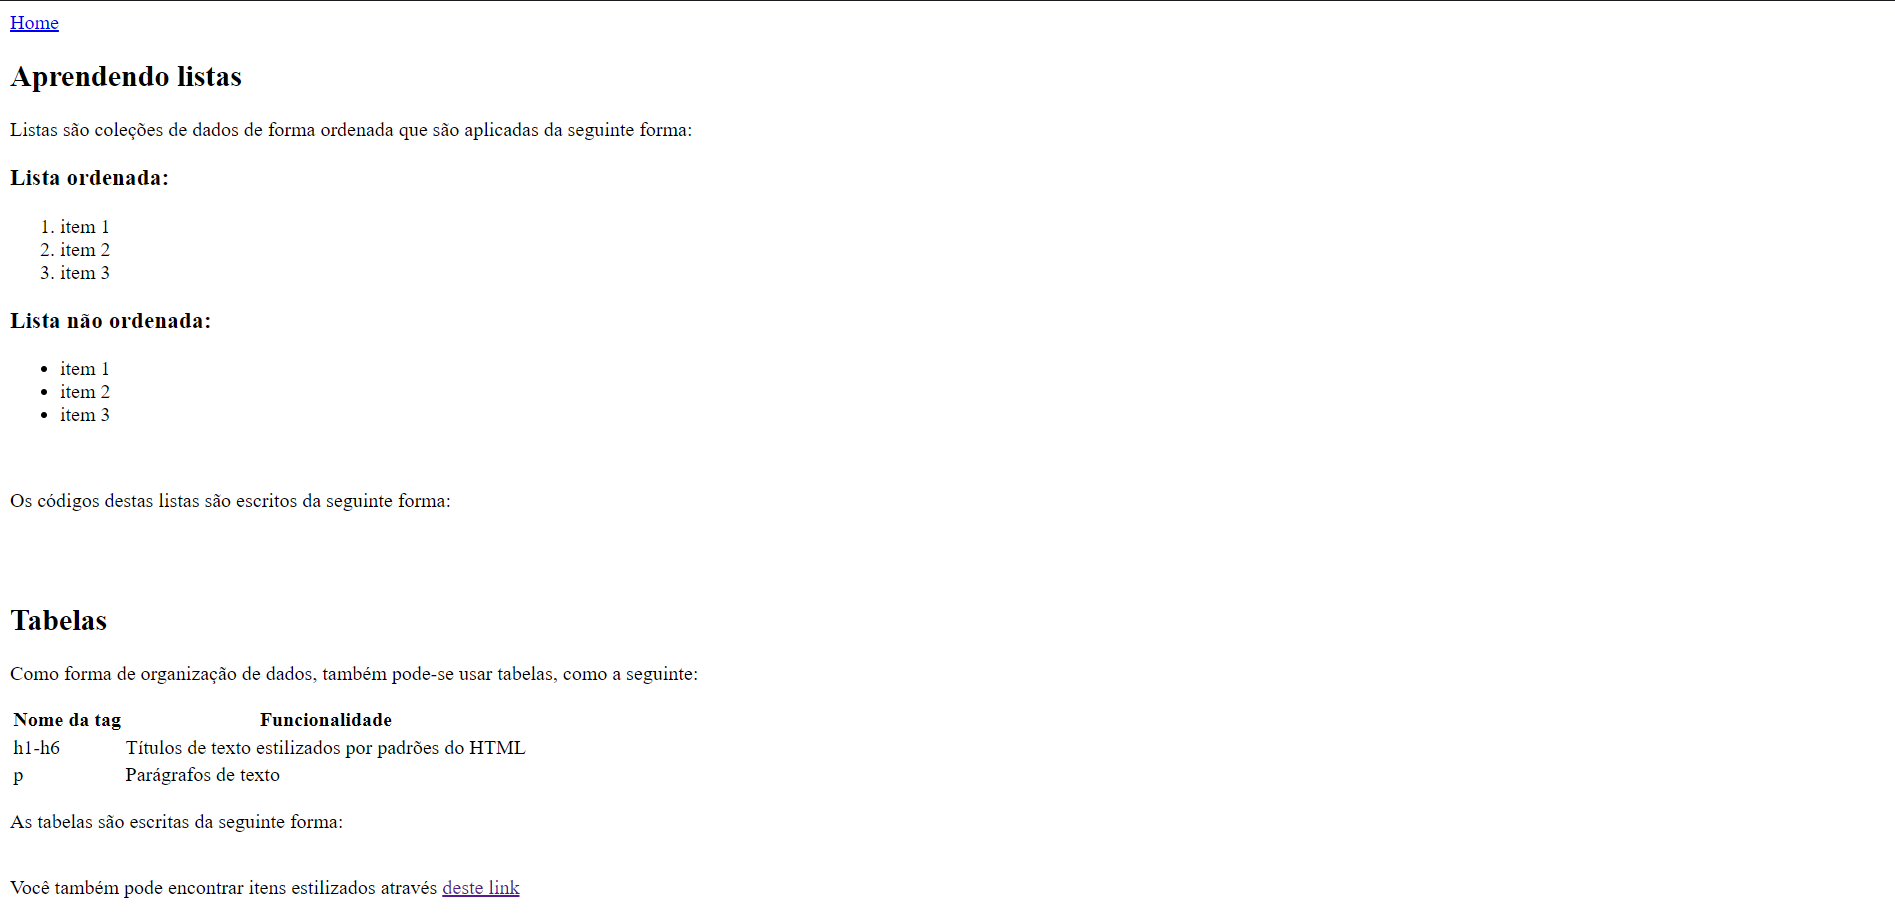 Home
Aprendendo listas
Listas são coleções de dados de forma ordenada que são aplicadas da seguinte forma:
Lista ordenada:
1. item 1
2. item 2
3. item 3
Lista não ordenada:
• item 1
• item 2
• item 3
Os códigos destas listas são escritos da seguinte forma:
Tabelas
Como forma de organização de dados, também pode-se usar tabelas, como a seguinte:
Nome da tag Funcionalidade
h1-h6 Títulos de texto estilizados por padrões do HTML
p Parágrafos de texto
As tabelas são escritas da seguinte forma:
Você também pode encontrar itens estilizados através deste link